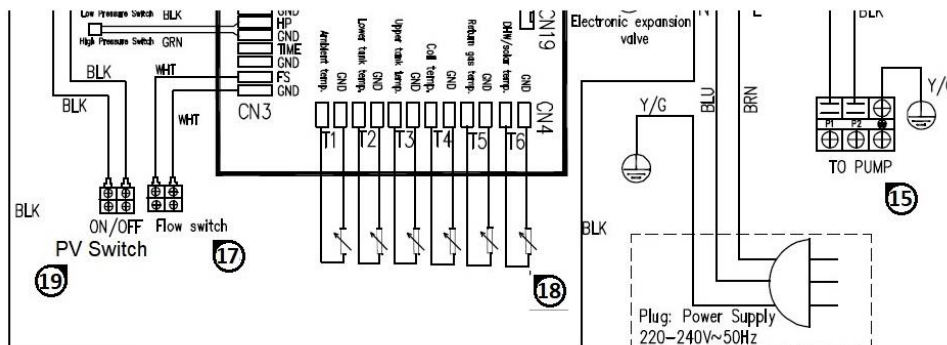 GND
Low Pressure Switch BLK
HP
GND
High Pressure Switch GRN
TIME
GND
BLK
WHT
FS
BLK
GND
CN3
WHT
Ambient temp.
GND
Lower tank temp.
GND
Upper tank temp.
GND
Coil temp.
GND
Return gas temp.
GND
DHW/solar temp.
GND
CN19
CN4
T1
T2
T3
T4
T5
T6
Electronic expansion
valve
N
L
BLK
Y/G
BLU
BRN
Y/G
P1
P2
TO PUMP
15
BLK
ON/OFF
Flow switch
PV Switch
17
19
18
BLK
Plug: Power Supply
220-240V~50Hz